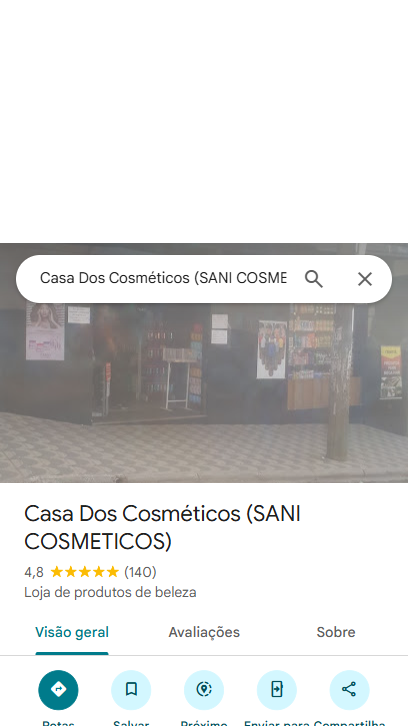 Casa Dos Cosméticos (SANI COSME
Casa Dos Cosméticos (SANI
COSMETICOS)
4,8 (140)
Loja de produtos de beleza
Visão geral Avaliações Sobre
Rotas Salvar Próximo Enviar para Compartilha